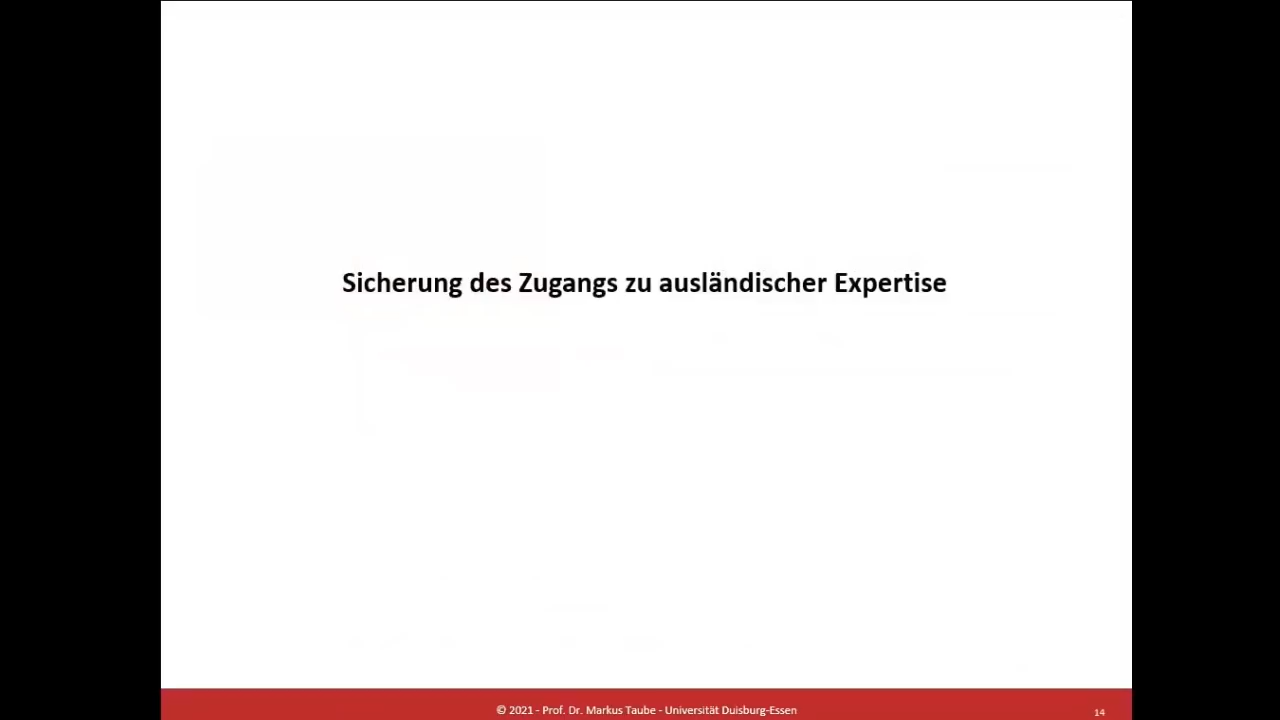 Sicherung des Zugangs zu ausländischer Expertise
© 2021 - Prof. Dr. Markus Taube - Universität Duisburg-Essen
14